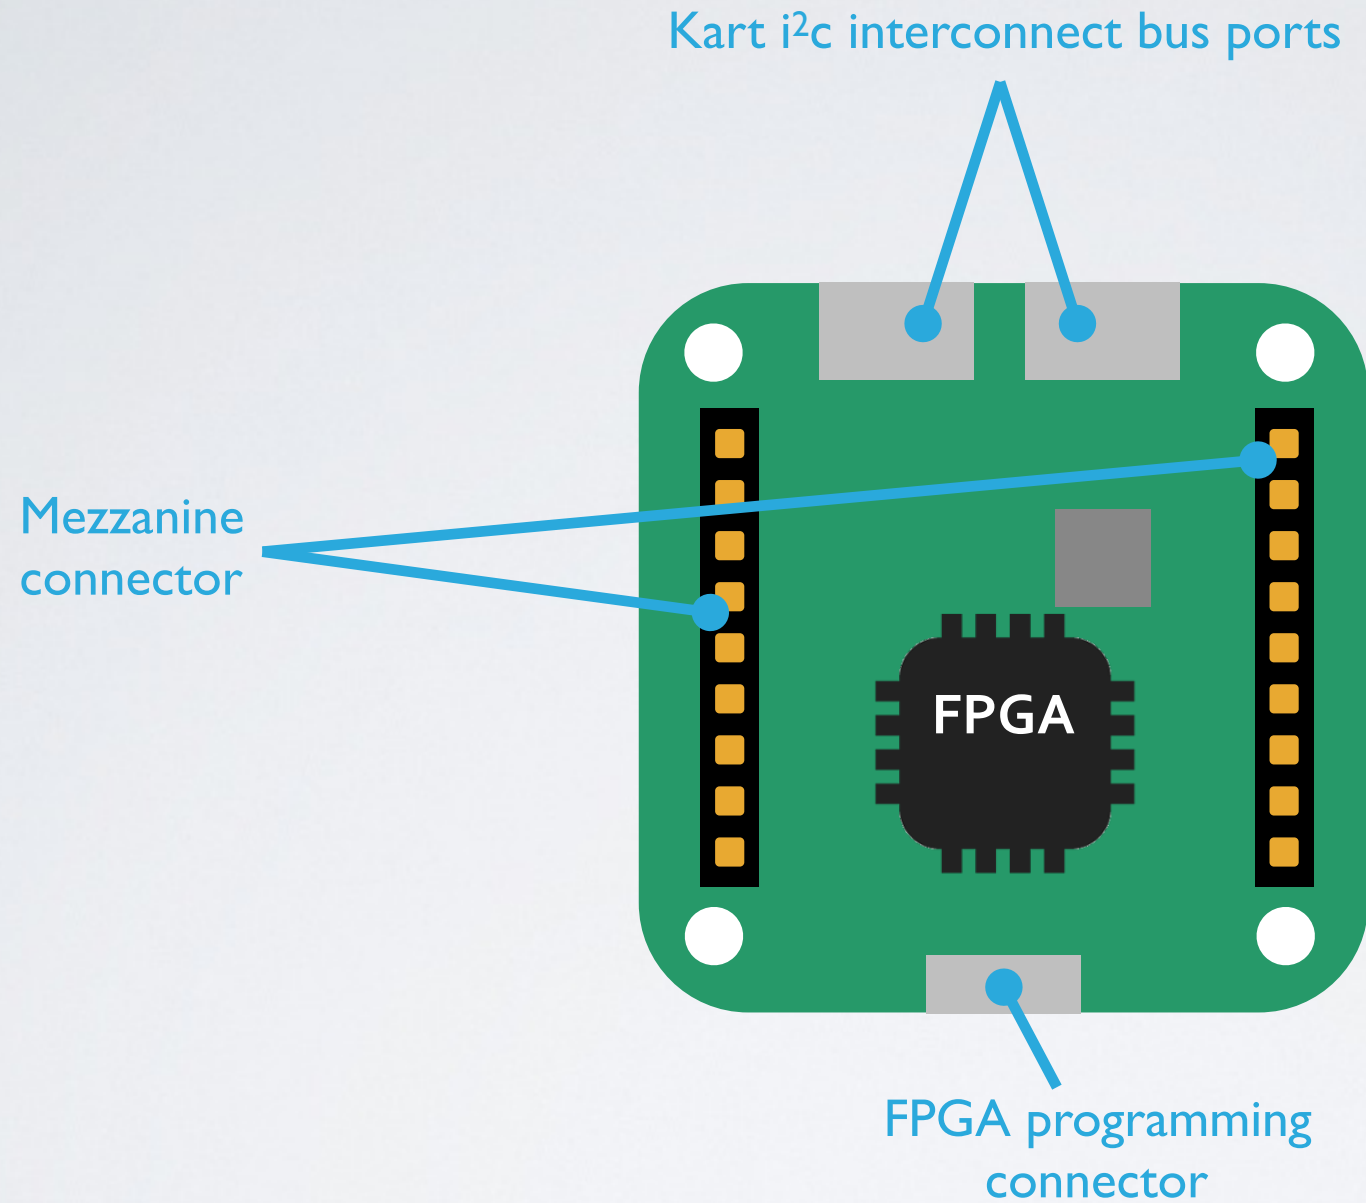 Kart i²c interconnect bus ports
Mezzanine
connector
FPGA
FPGA programming
connector